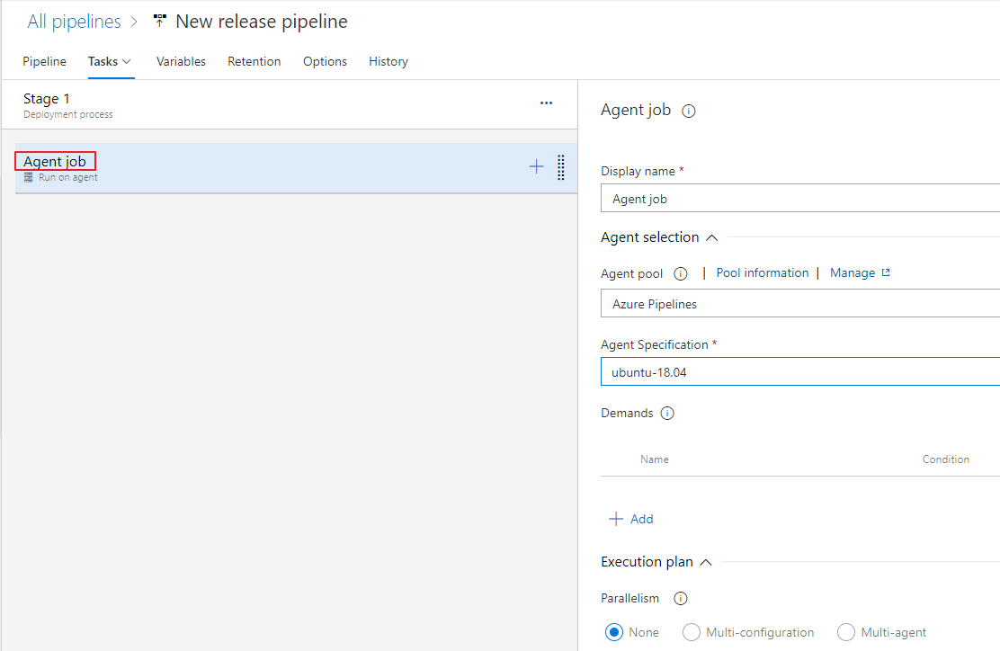 All pipelines > New release pipeline
Pipeline Tasks Variables Retention Options History
Stage 1
Deployment process
...
Agent job
Run on agent
Agent job
Display name *
Agent job
Agent selection
Agent pool | Pool information | Manage
Azure Pipelines
Agent Specification *
ubuntu-18.04
Demands
Name Condition
+ Add
Execution plan
Parallelism
None Multi-configuration Multi-agent